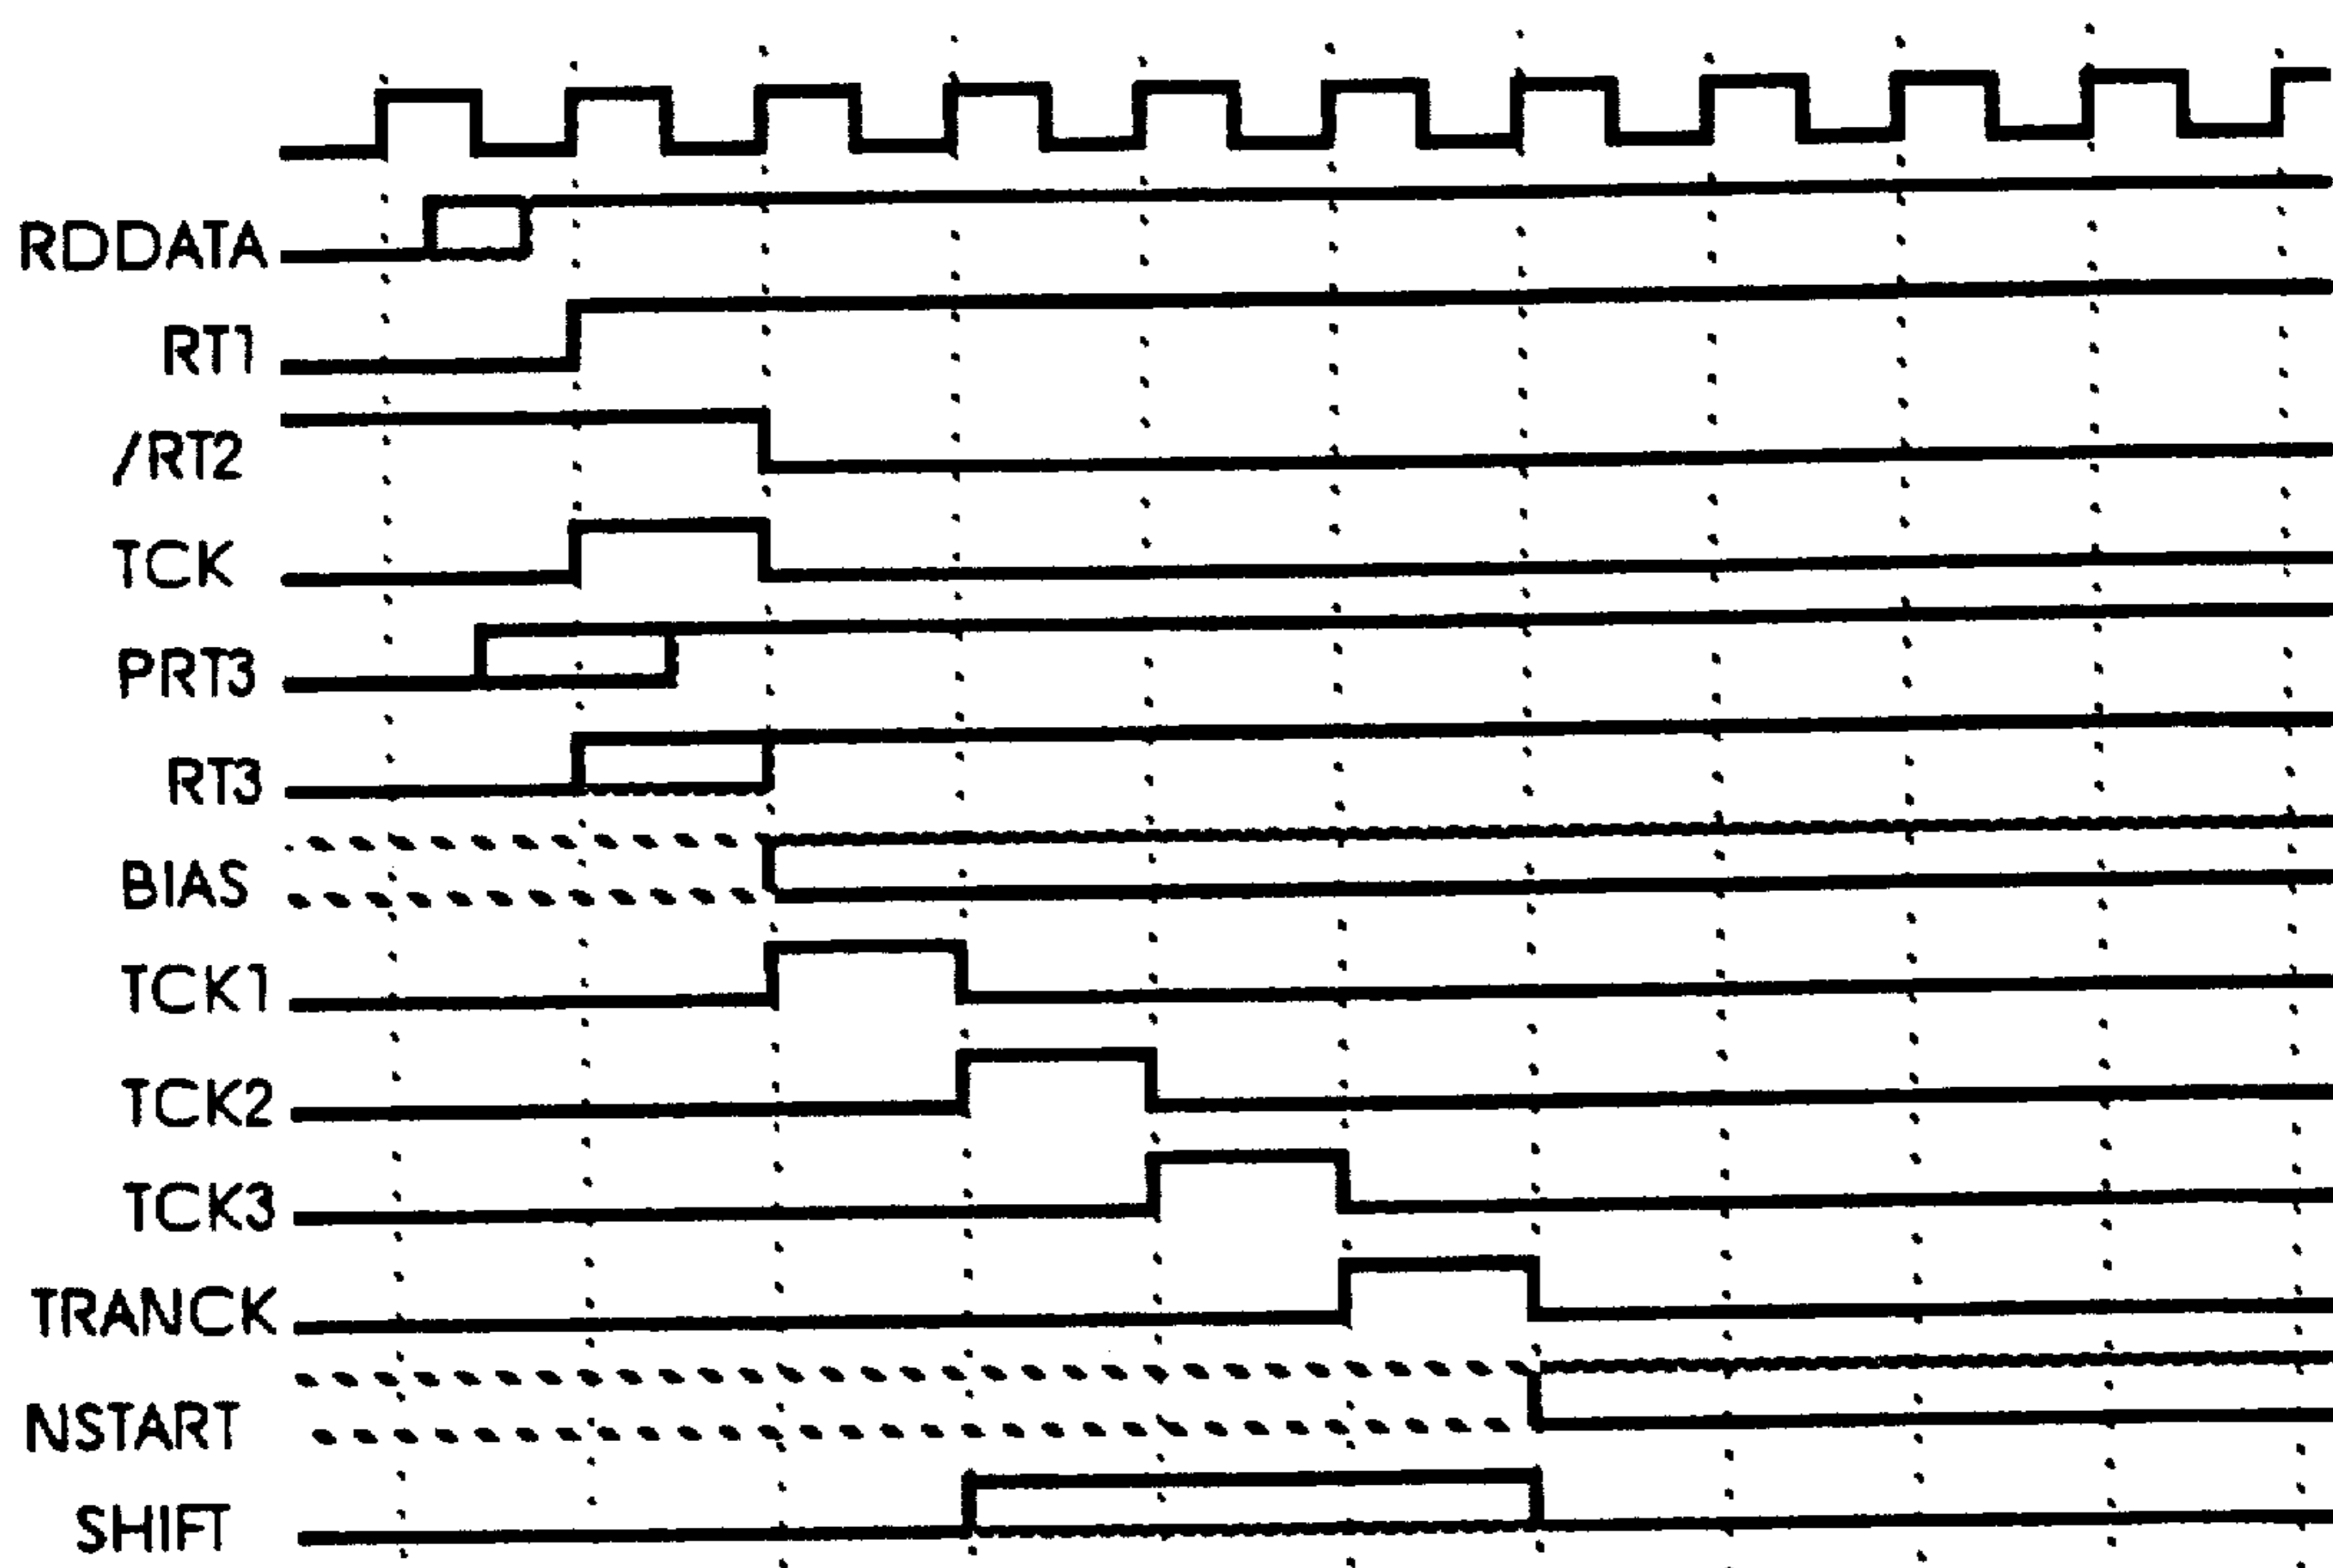 RDDATA
RT1
/RT2
TCK
PRT3
RT3
BIAS
TCK1
TCK2
TCK3
TRANCK
NSTART
SHIFT